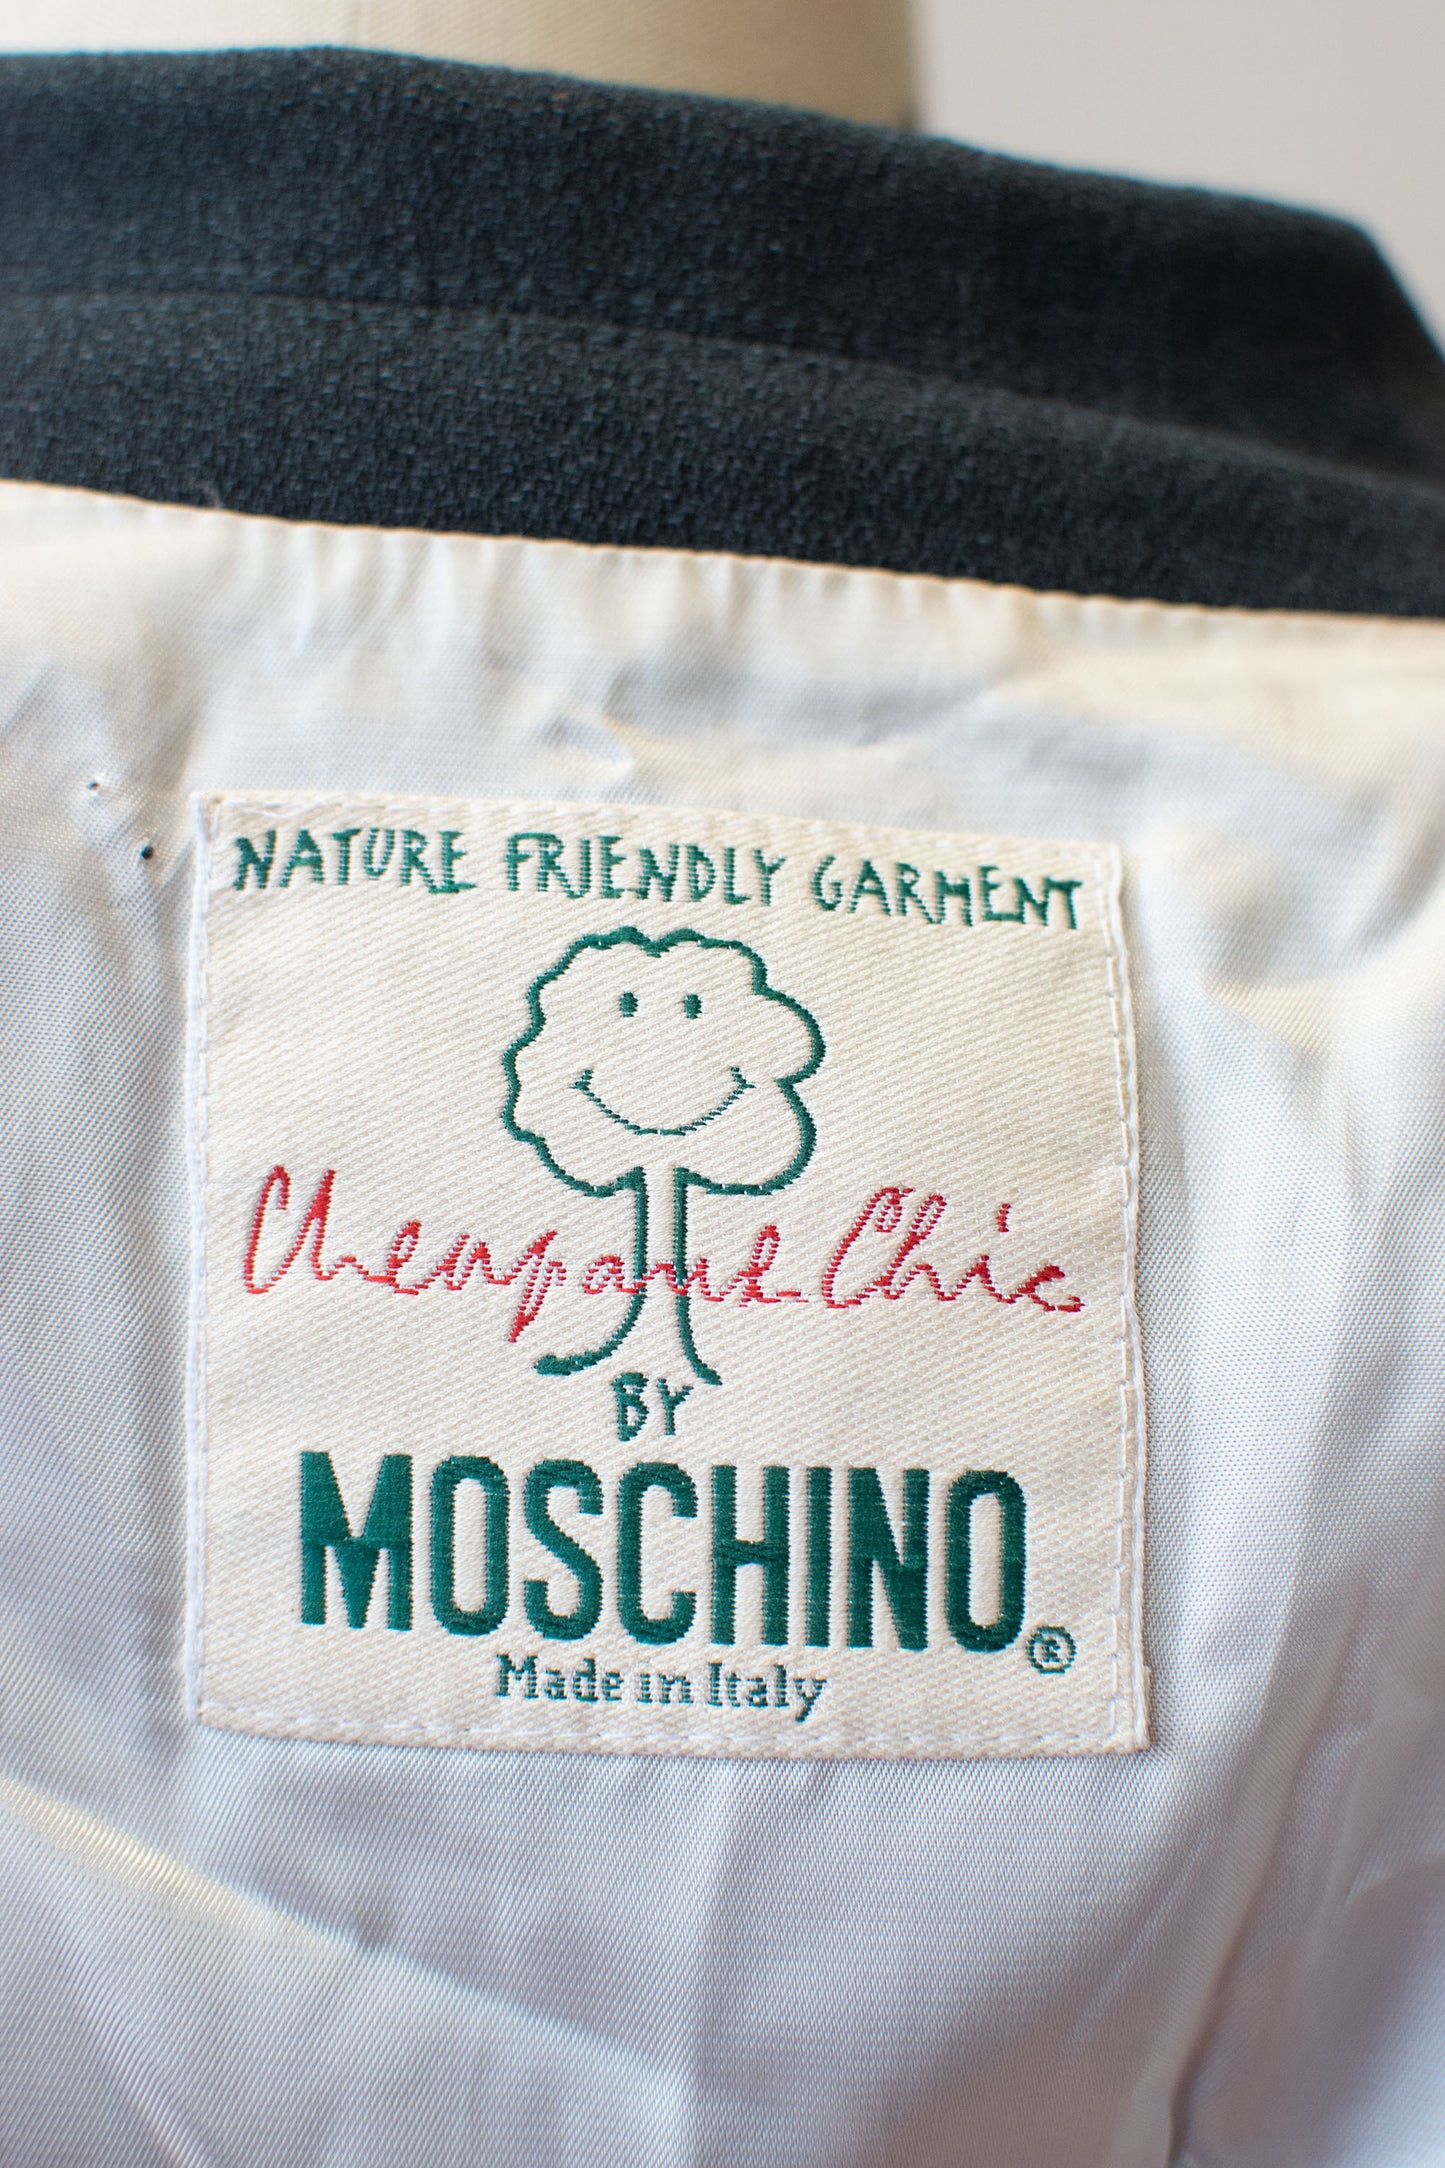 NATURE FRIENDLY GARMENT
Cheap and Chic
BY
MOSCHINO®
Made in Italy